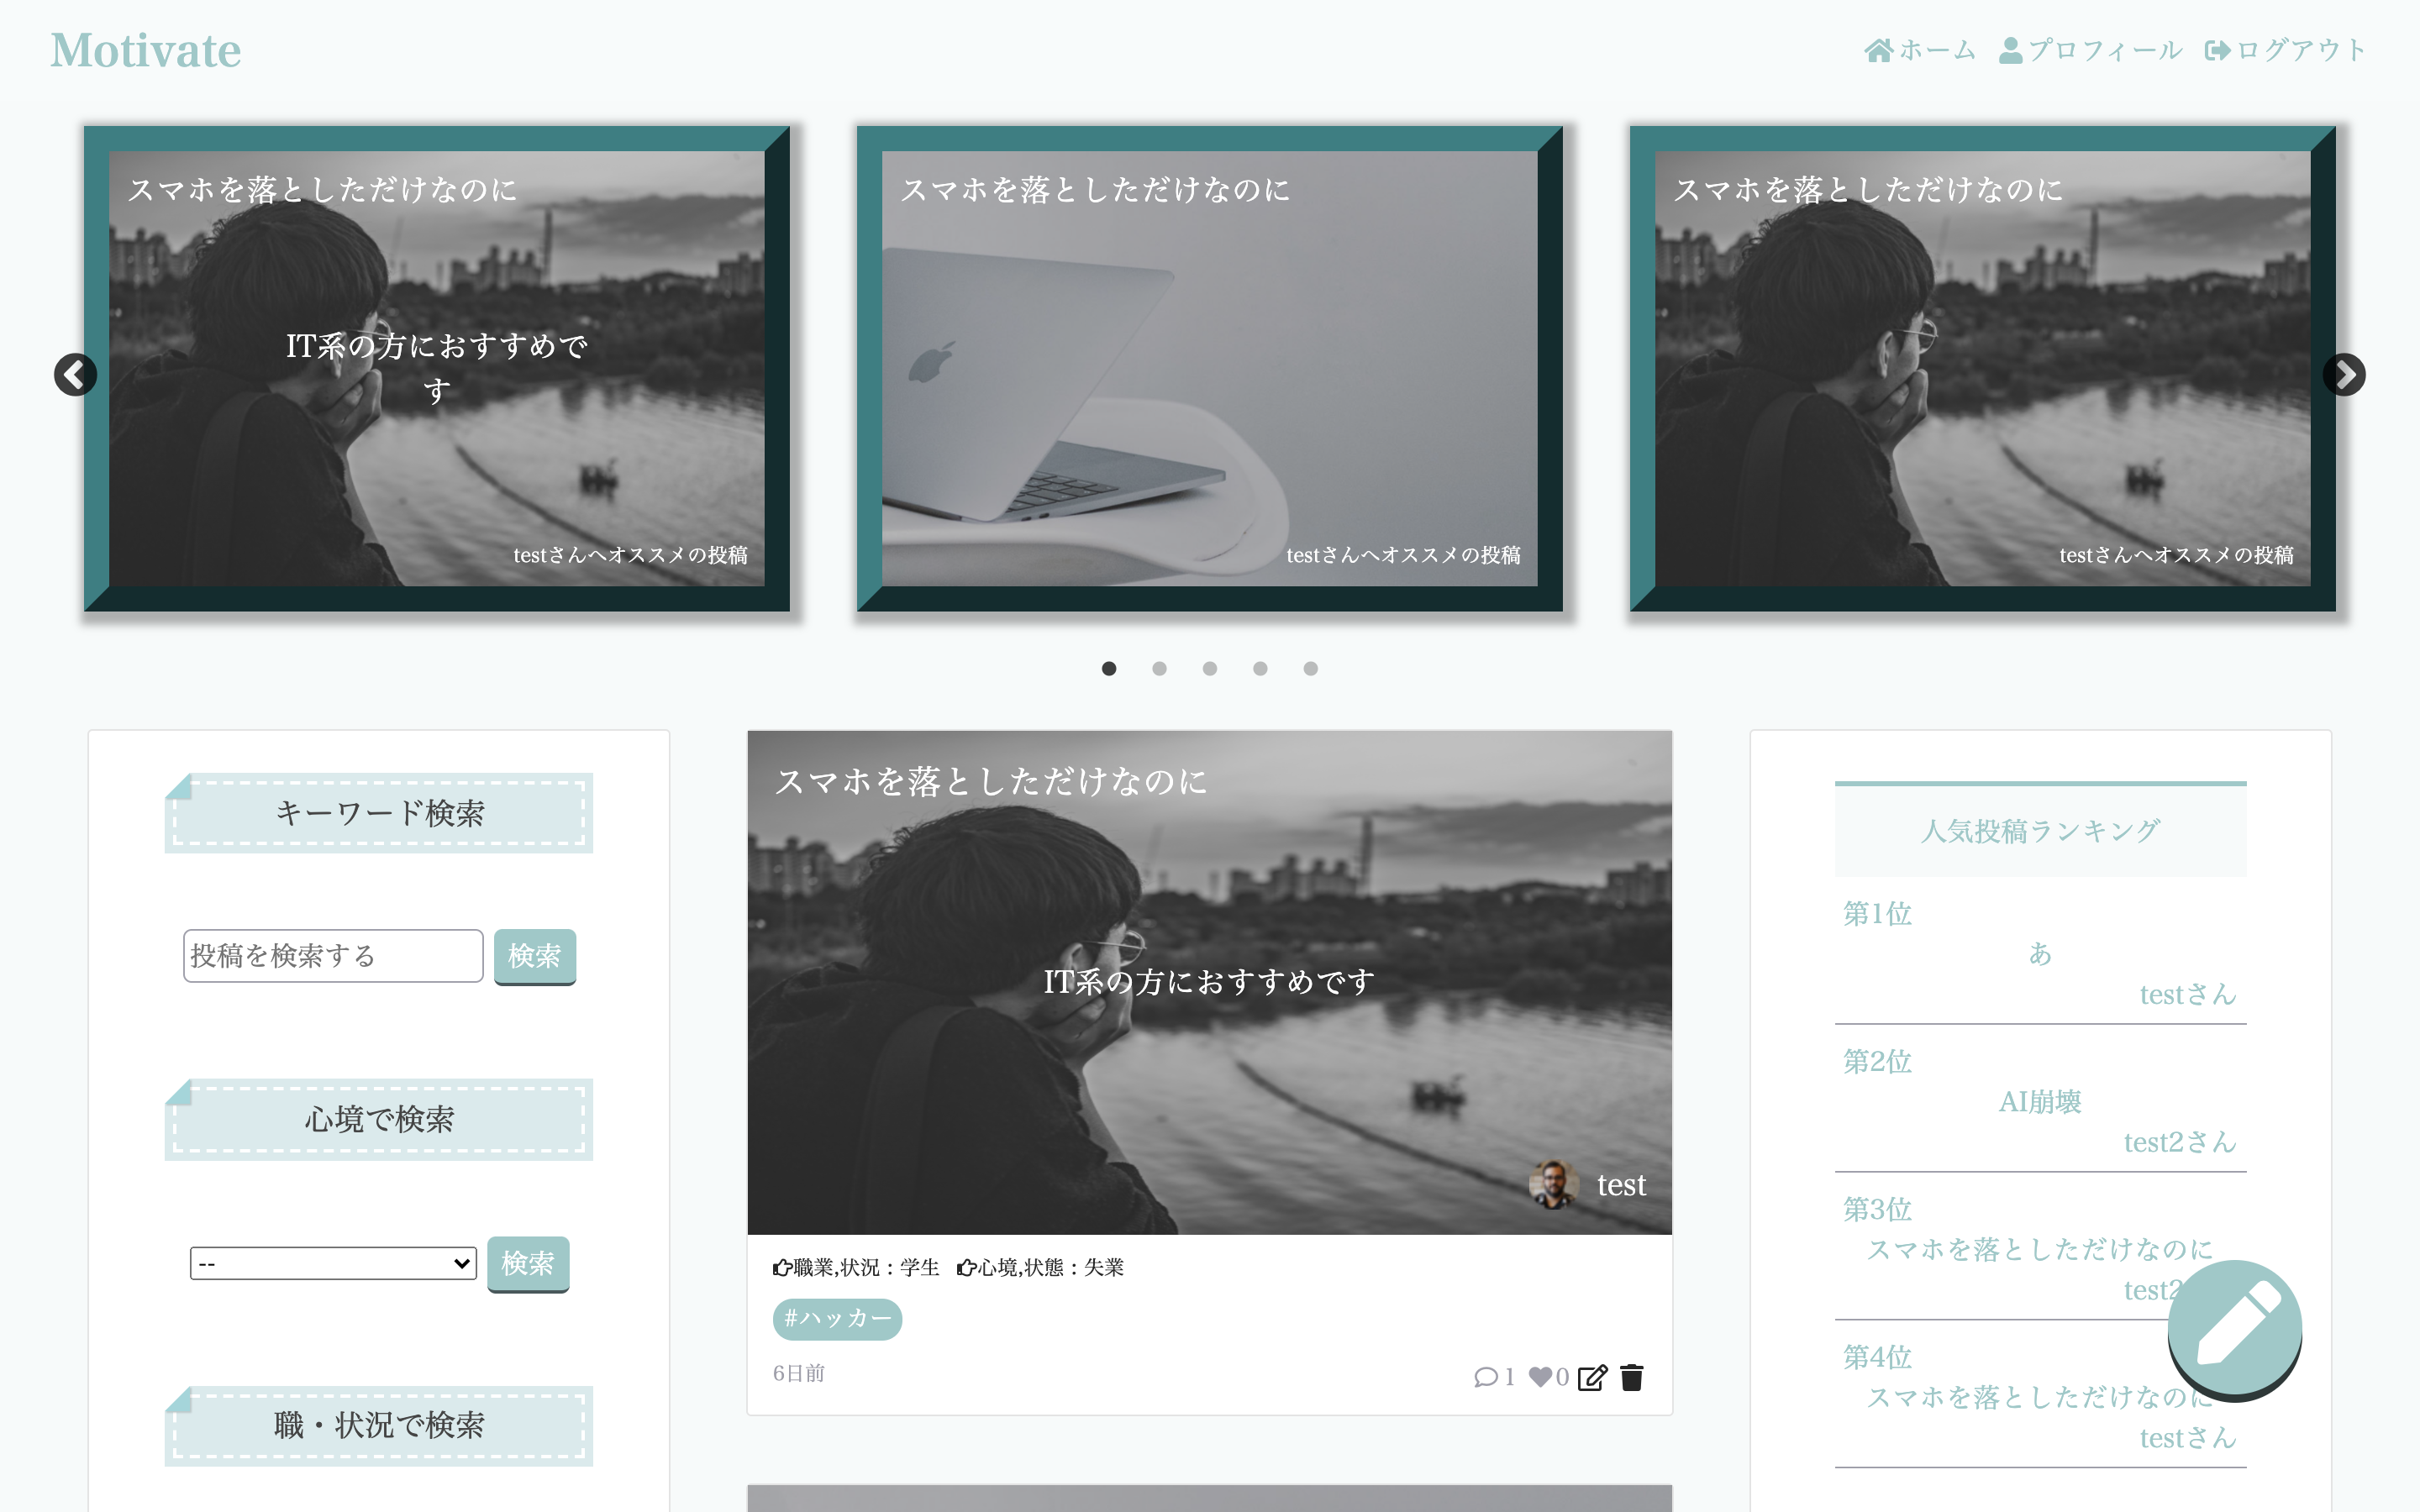 Motivate
ホーム プロフィール ログアウト
スマホを落としただけなのに
IT系の方におすすめで
す
testさんへオススメの投稿
スマホを落としただけなのに
testさんへオススメの投稿
スマホを落としただけなのに
testさんへオススメの投稿
キーワード検索
投稿を検索する 検索
心境で検索
-- 検索
職・状況で検索
スマホを落としただけなのに
IT系の方におすすめです
test
職業,状況：学生 心境,状態：失業
#ハッカー
6日前 1 0
人気投稿ランキング
第1位
あ
testさん
第2位
AI崩壊
test2さん
第3位
スマホを落としただけなのに
test2
第4位
スマホを落としただけなのに
testさん